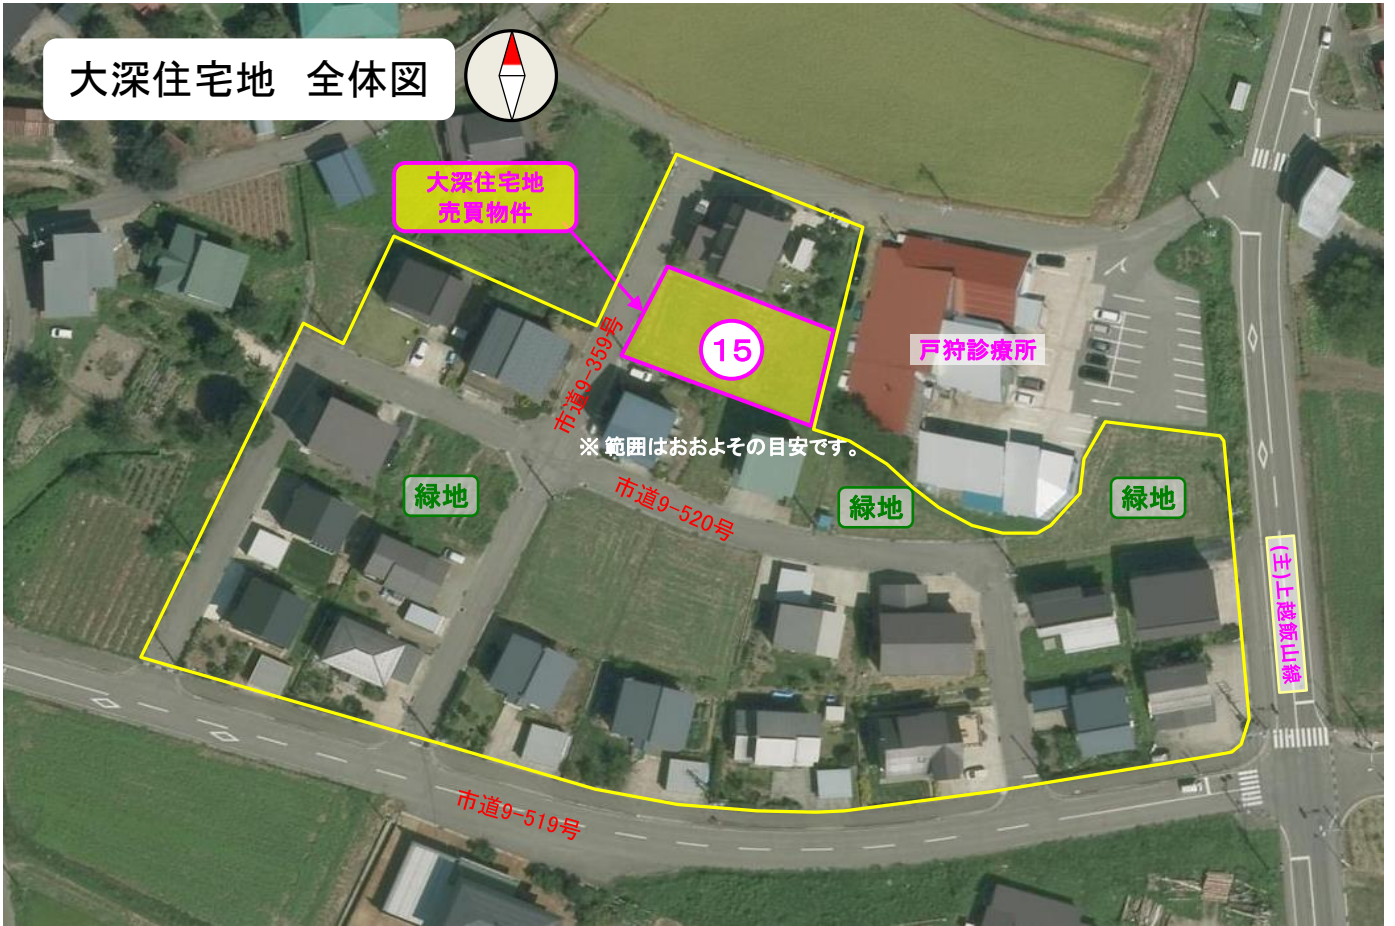 大深住宅地　全体図
大深住宅地
売買物件
15
市道9-359号
戸狩診療所
※ 範囲はおおよその目安です。
緑地
市道9-520号
緑地
緑地
(主)上越飯山線
市道9-519号